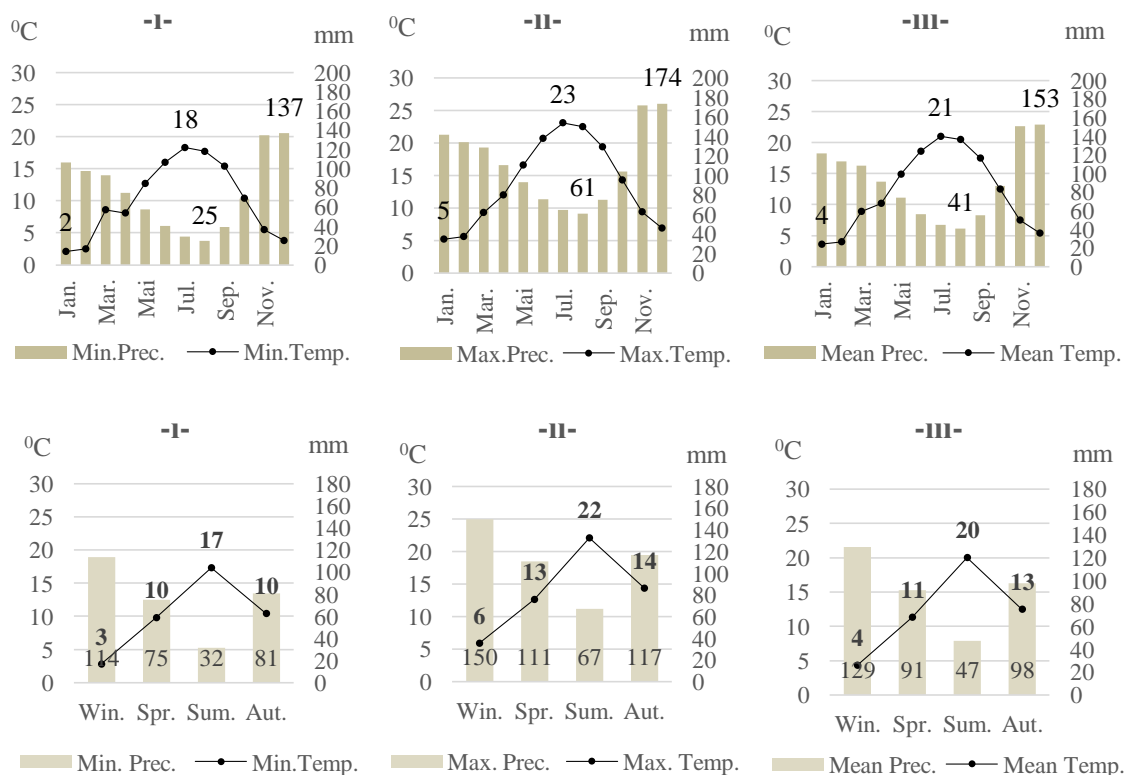 -I-
⁰C
mm
30
25
20
15
10
5
0
200
180
160
140
120
100
80
60
40
20
0
2
18
25
137
Jan.
Mar.
Mai
Jul.
Sep.
Nov.
Min.Prec.
Min.Temp.
-II-
⁰C
mm
30
25
20
15
10
5
0
200
180
160
140
120
100
80
60
40
20
0
5
23
61
174
Jan.
Mar.
Mai
Jul.
Sep.
Nov.
Max.Prec.
Max.Temp.
-III-
⁰C
mm
30
25
20
15
10
5
0
200
180
160
140
120
100
80
60
40
20
0
4
21
41
153
Jan.
Mar.
Mai
Jul.
Sep.
Nov.
Mean Prec.
Mean Temp.
-I-
⁰C
mm
30
25
20
15
10
5
0
180
160
140
120
100
80
60
40
20
0
3
10
17
10
114
75
32
81
Win. Spr. Sum. Aut.
Min. Prec.
Min.Temp.
-II-
⁰C
mm
30
25
20
15
10
5
0
180
160
140
120
100
80
60
40
20
0
6
13
22
14
150
111
67
117
Win. Spr. Sum. Aut.
Max. Prec.
Max. Temp.
-III-
⁰C
mm
30
25
20
15
10
5
0
180
160
140
120
100
80
60
40
20
0
4
11
20
13
129
91
47
98
Win. Spr. Sum. Aut.
Mean Prec.
Mean Temp.